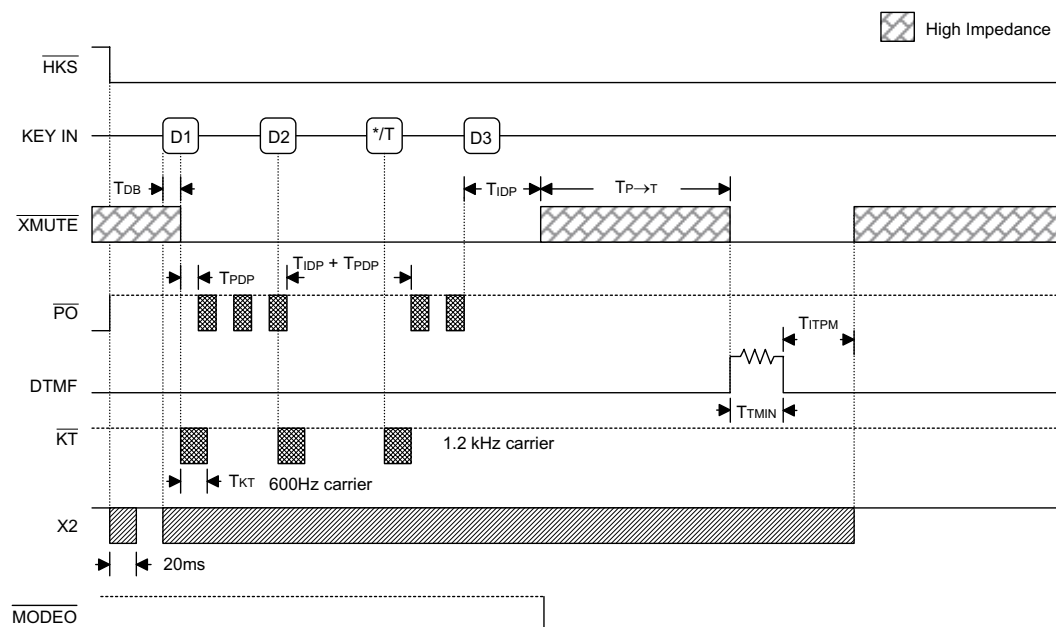 High Impedance
HKS
KEY IN
D1
D2
*/T
D3
TDB
TIDP
TP→T
XMUTE
TPDP
TIDP + TPDP
PO
TITPM
DTMF
TTMIN
KT
1.2 kHz carrier
TKT
600Hz carrier
X2
20ms
MODEO